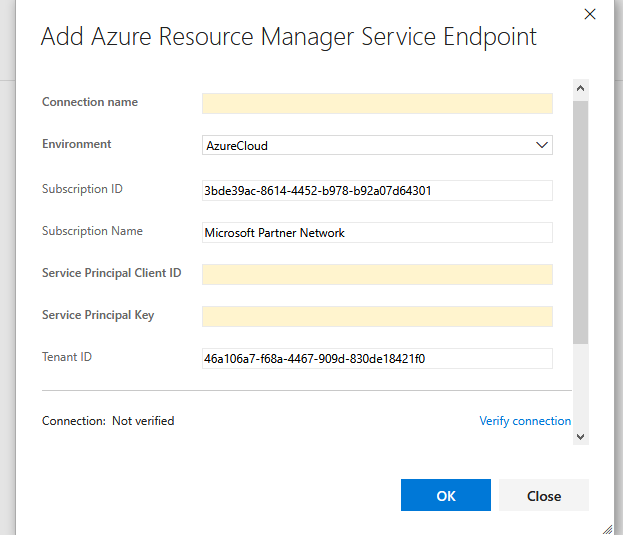 Add Azure Resource Manager Service Endpoint
Connection name
Environment AzureCloud
Subscription ID 3bde39ac-8614-4452-b978-b92a07d64301
Subscription Name Microsoft Partner Network
Service Principal Client ID
Service Principal Key
Tenant ID 46a106a7-f68a-4467-909d-830de18421f0
Connection: Not verified Verify connection
OK Close